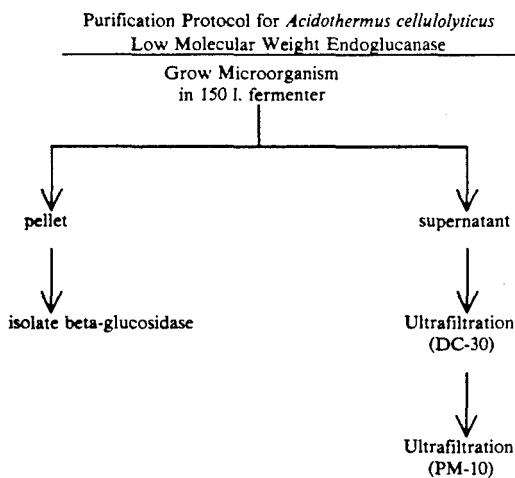 Purification Protocol for Acidothermus cellulolyticus
Low Molecular Weight Endoglucanase
Grow Microorganism
in 150 l. fermenter
pellet
supernatant
isolate beta-glucosidase
Ultrafiltration
(DC-30)
Ultrafiltration
(PM-10)